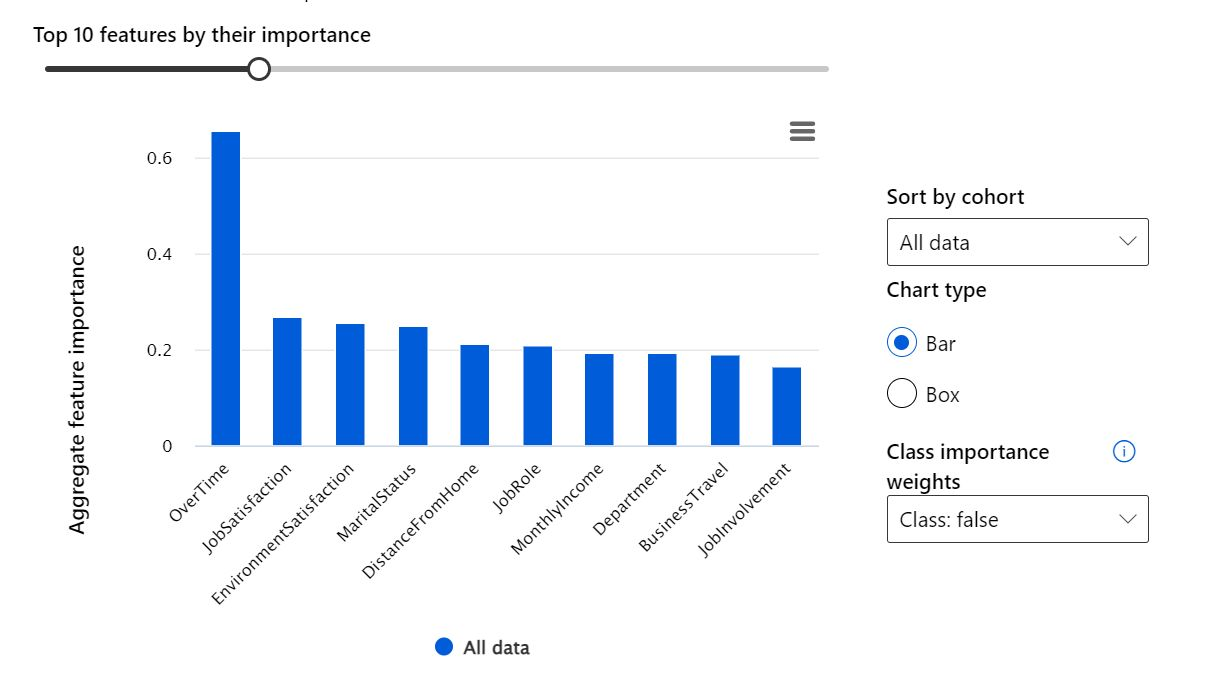 Top 10 features by their importance
0.6
0.4
0.2
0
Aggregate feature importance
OverTime
JobSatisfaction
EnvironmentSatisfaction
MaritalStatus
DistanceFromHome
JobRole
MonthlyIncome
Department
BusinessTravel
JobInvolvement
All data
Sort by cohort
All data
Chart type
Bar
Box
Class importance
weights
Class: false